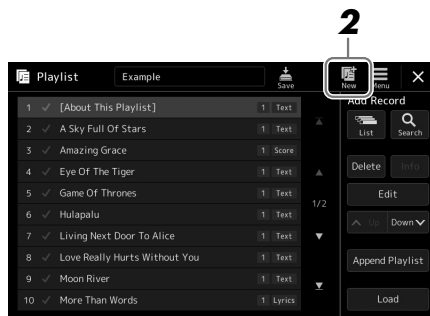 2
Playlist Example Save New Menu
1 [About This Playlist] 1 Text
2 A Sky Full Of Stars 1 Text
3 Amazing Grace 1 Score
4 Eye Of The Tiger 1 Text
5 Game Of Thrones 1 Text
6 Hulapalu 1 Text
7 Living Next Door To Alice 1 Text
8 Love Really Hurts Without You 1 Text
9 Moon River 1 Text
10 More Than Words 1 Lyrics
1/2
Add Record
List Search
Delete Info
Edit
Up Down
Append Playlist
Load